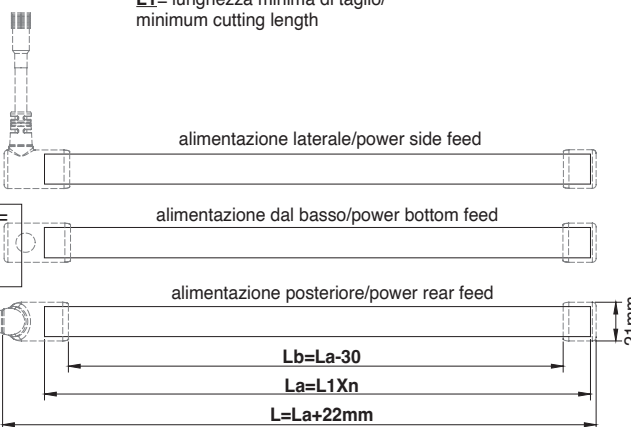 L1= lunghezza minima di taglio/
minimum cutting length
alimentazione laterale/power side feed
=
alimentazione dal basso/power bottom feed
alimentazione posteriore/power rear feed
21mm
Lb=La-30
La=L1Xn
L=La+22mm